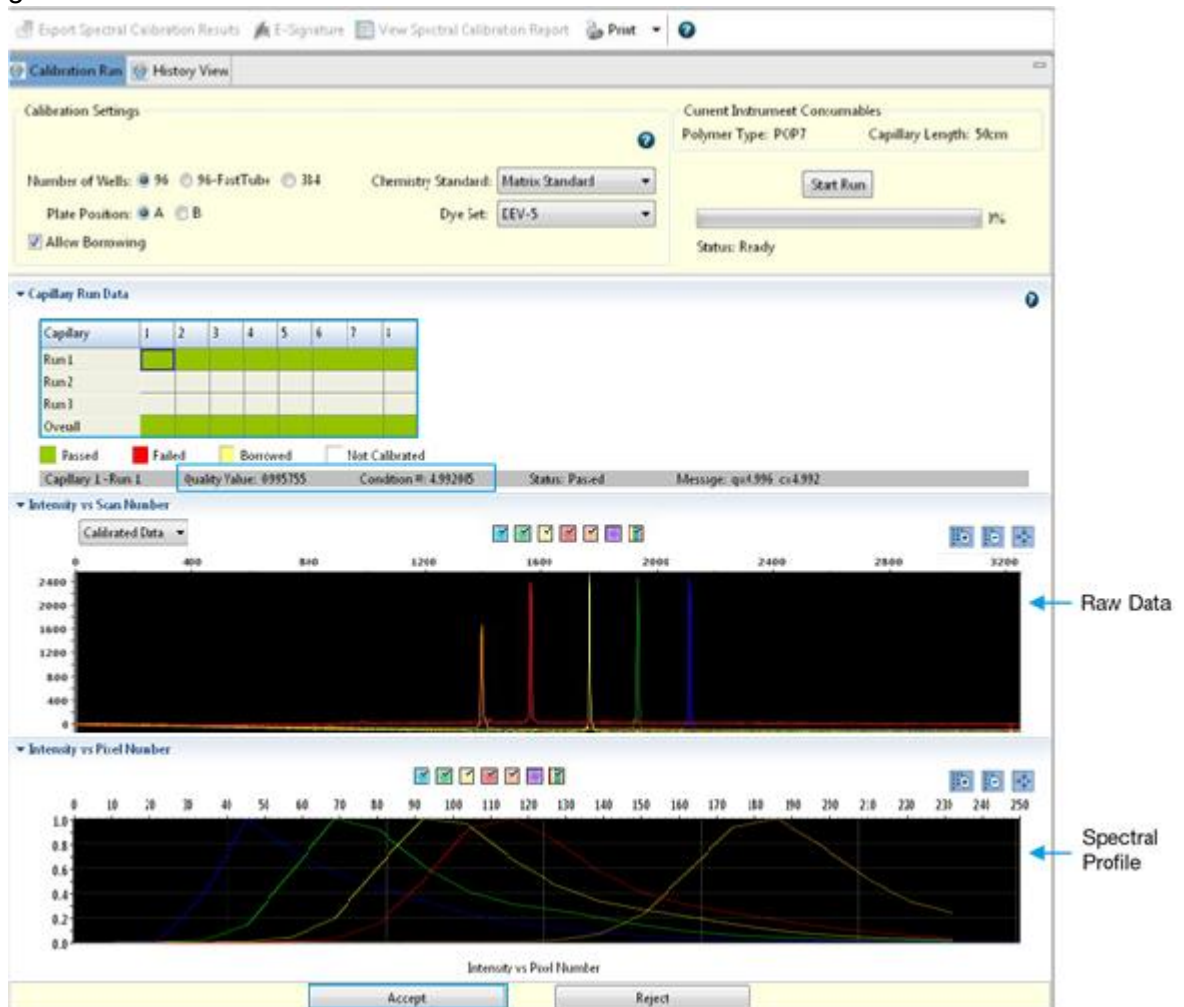 Export Spectral Calibration Results E-Signature View Spectral Calibration Report Print
Calibration Run History View
Calibration Settings
Current Instrument Consumables
Polymer Type: POP7 Capillary Length: 50cm
Number of Wells: 96 96-FastTube 384 Chemistry Standard: Matrix Standard
Start Run
Plate Position: A B Dye Set:
Allow Borrowing
Status: Ready
Capillary Run Data
Capillary 1 2 3 4 5 6 7
Run 1
Run 2
Run 3
Overall
Passed Failed Borrowed Not Calibrated
Capillary 1 - Run 1 Quality Value: Condition #: Status: Passed Message:
Intensity vs Scan Number
Calibrated Data
0 400 800 1200 1600 2000 2400 2800 3200
2400
2000
1600
1200
800
400
0
Raw Data
Intensity vs Pixel Number
0 10 20 30 40 50 60 70 80 90 100 110 120 130 140 150 160 170 180 190 200 210 220 230 240 250
1.0
0.8
0.6
0.4
0.2
0.0
Spectral
Profile
Intensity vs Pixel Number
Accept Reject